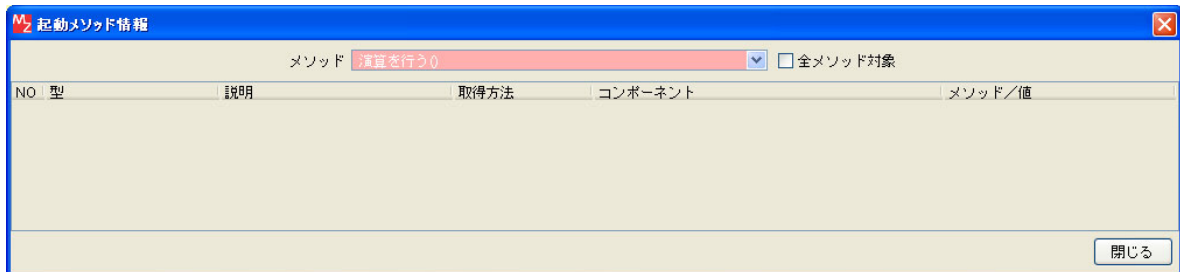 MZ 起動メソッド情報
メソッド 演算を行う() 全メソッド対象
NO 型 説明 取得方法 コンポーネント メソッド/値
閉じる